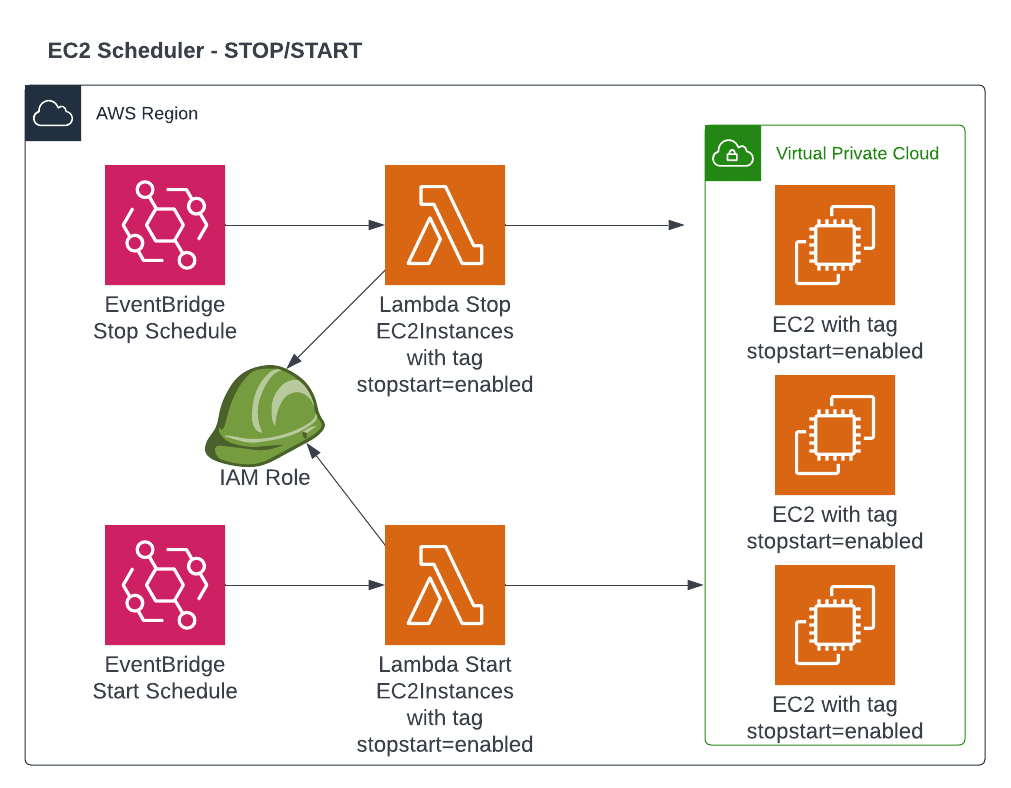 EC2 Scheduler - STOP/START
AWS Region
Virtual Private Cloud
EventBridge
Stop Schedule
Lambda Stop
EC2Instances
with tag
stopstart=enabled
EC2 with tag
stopstart=enabled
IAM Role
EC2 with tag
stopstart=enabled
EventBridge
Start Schedule
Lambda Start
EC2Instances
with tag
stopstart=enabled
EC2 with tag
stopstart=enabled